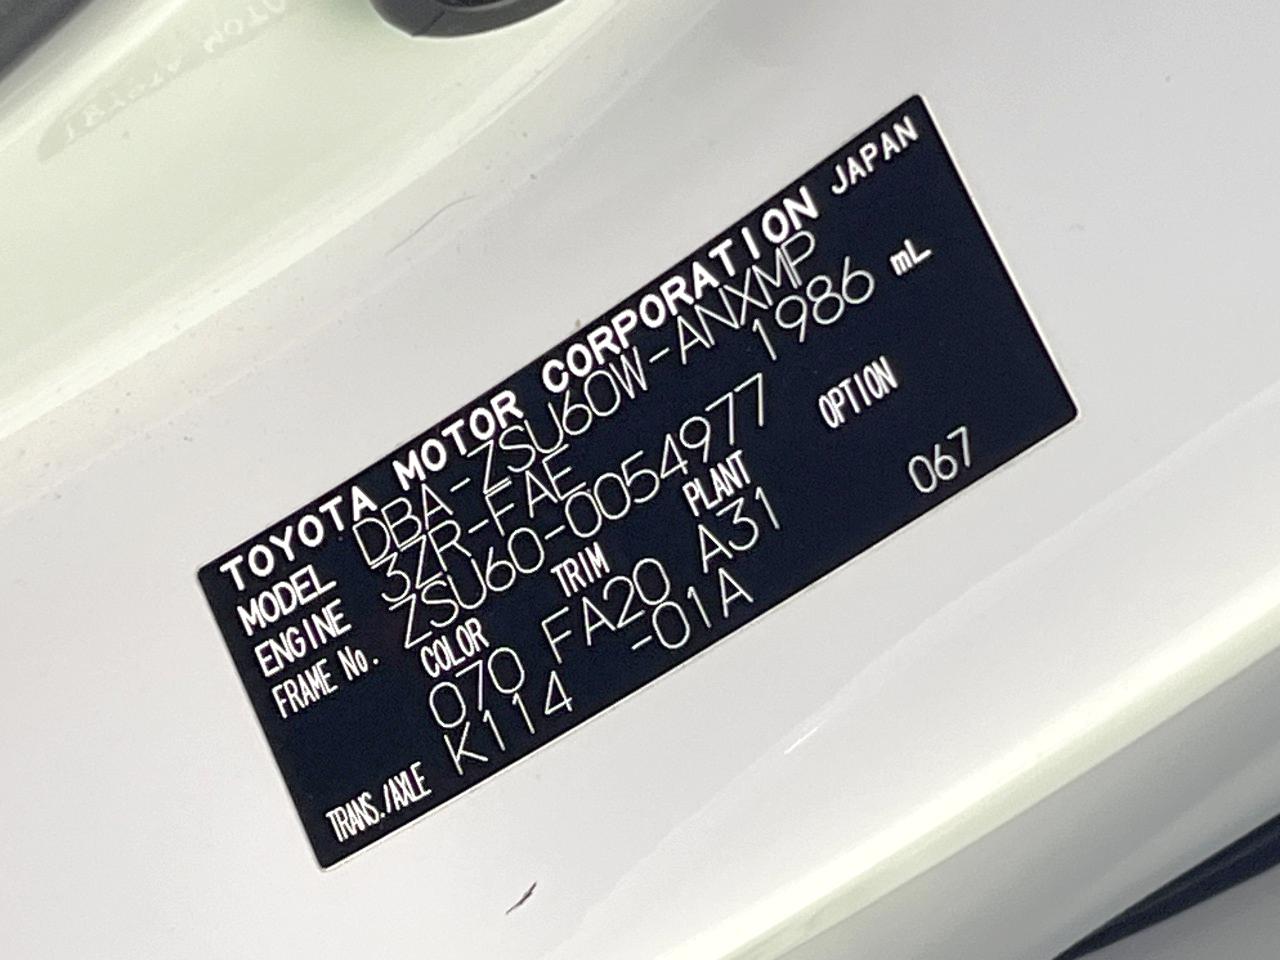 TOYOTA MOTOR CORPORATION JAPAN
MODEL DBA-ZSU60W-ANXMP
ENGINE 3ZR-FAE 1986 mL
FRAME No. ZSU60-0054977
COLOR TRIM PLANT OPTION
070 FA20 A31 067
TRANS./AXLE K114 -01A